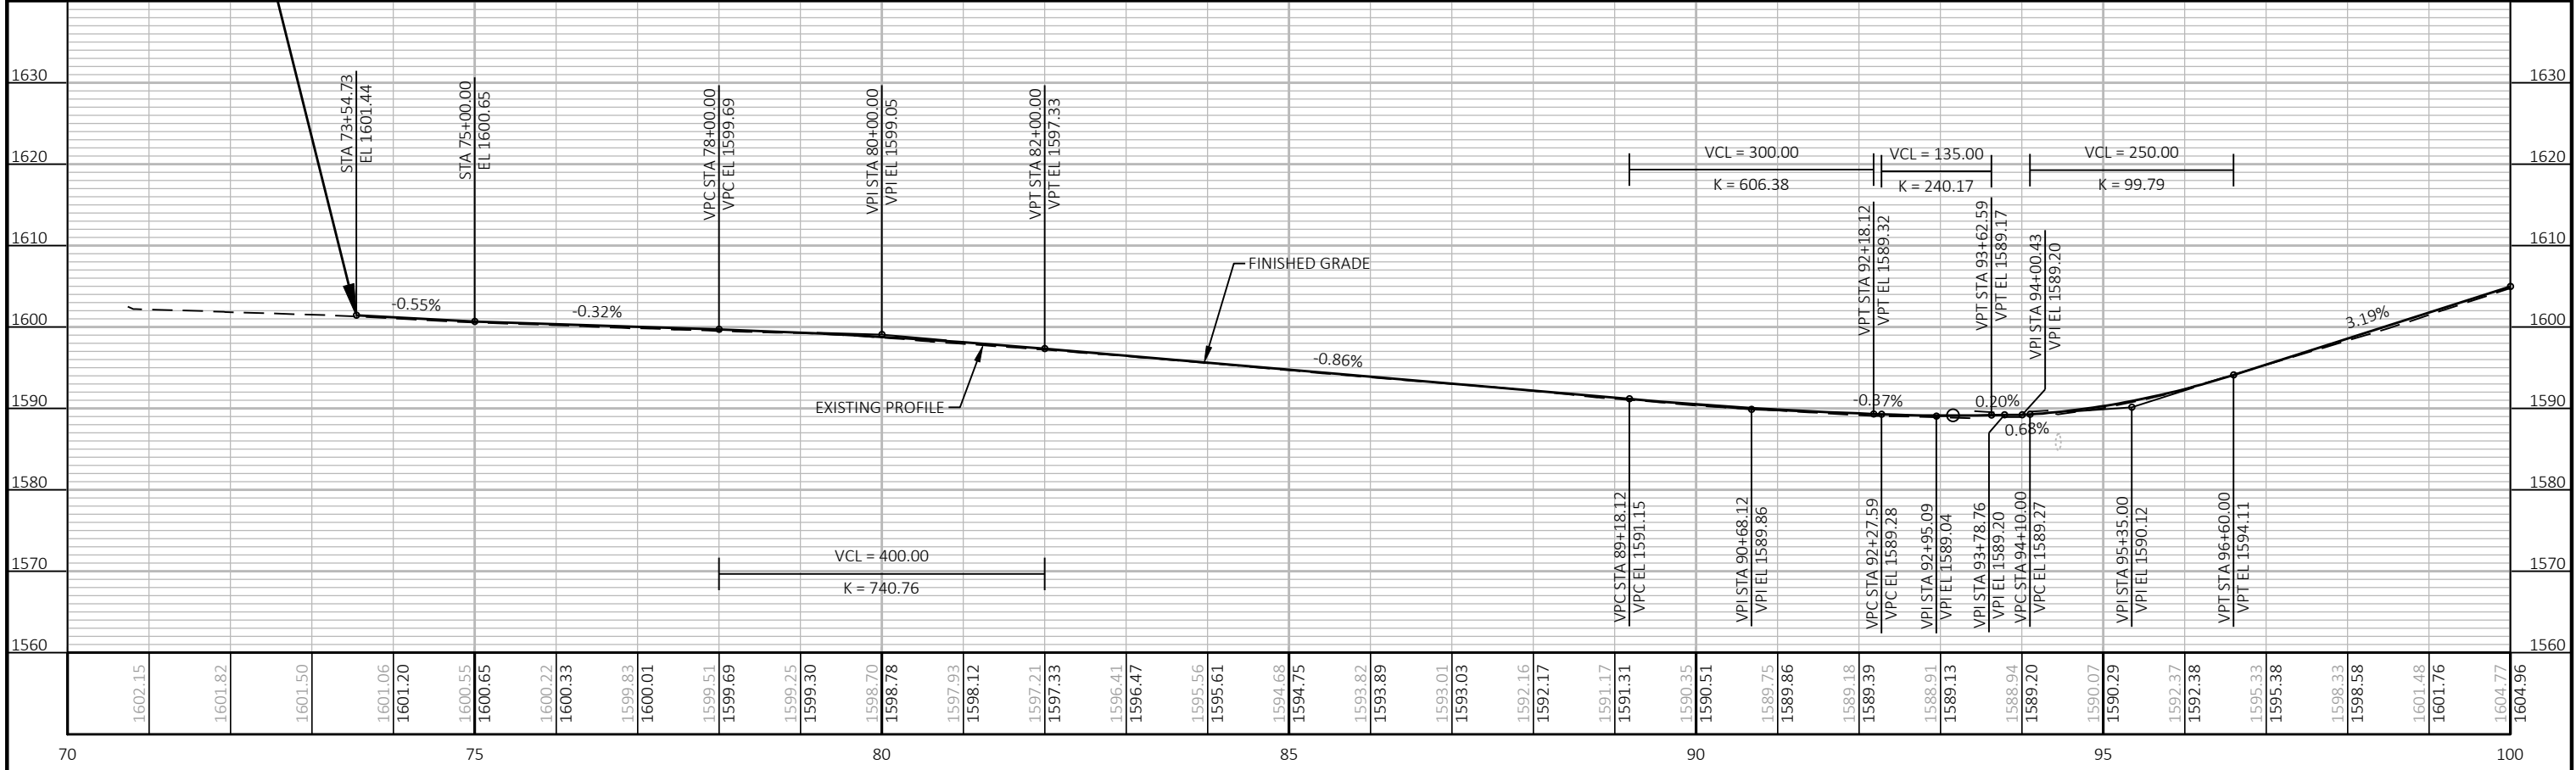 1630
1620
1610
1600
1590
1580
1570
1560
1630
1620
1610
1600
1590
1580
1570
1560
STA 73+54.73
EL 1601.44
STA 75+00.00
EL 1600.65
VPC STA 78+00.00
VPC EL 1599.69
VPI STA 80+00.00
VPI EL 1599.05
VPT STA 82+00.00
VPT EL 1597.33
VCL = 300.00
K = 606.38
VCL = 135.00
K = 240.17
VCL = 250.00
K = 99.79
VPT STA 92+18.12
VPT EL 1589.32
VPT STA 93+62.59
VPT EL 1589.17
VPI STA 94+00.43
VPI EL 1589.20
FINISHED GRADE
EXISTING PROFILE
-0.55%
-0.32%
-0.86%
-0.37%
0.20%
0.68%
3.19%
VCL = 400.00
K = 740.76
VPC STA 89+18.12
VPC EL 1591.15
VPI STA 90+68.12
VPI EL 1589.86
VPC STA 92+27.59
VPC EL 1589.28
VPI STA 92+95.09
VPI EL 1589.04
VPI STA 93+78.76
VPI EL 1589.20
VPC STA 94+10.00
VPC EL 1589.27
VPI STA 95+35.00
VPI EL 1590.12
VPT STA 96+60.00
VPT EL 1594.11
1602.15
1601.82
1601.50
1601.06
1601.20
1600.55
1600.65
1600.22
1600.33
1599.83
1600.01
1599.51
1599.69
1599.25
1599.30
1598.70
1598.78
1597.93
1598.12
1597.21
1597.33
1596.41
1596.47
1595.56
1595.61
1594.68
1594.75
1593.82
1593.89
1593.01
1593.03
1592.16
1592.17
1591.17
1591.31
1590.35
1590.51
1589.75
1589.86
1589.18
1589.39
1588.91
1589.13
1588.94
1589.20
1590.07
1590.29
1592.37
1592.38
1595.33
1595.38
1598.33
1598.58
1601.48
1601.76
1604.77
1604.96
70
75
80
85
90
95
100